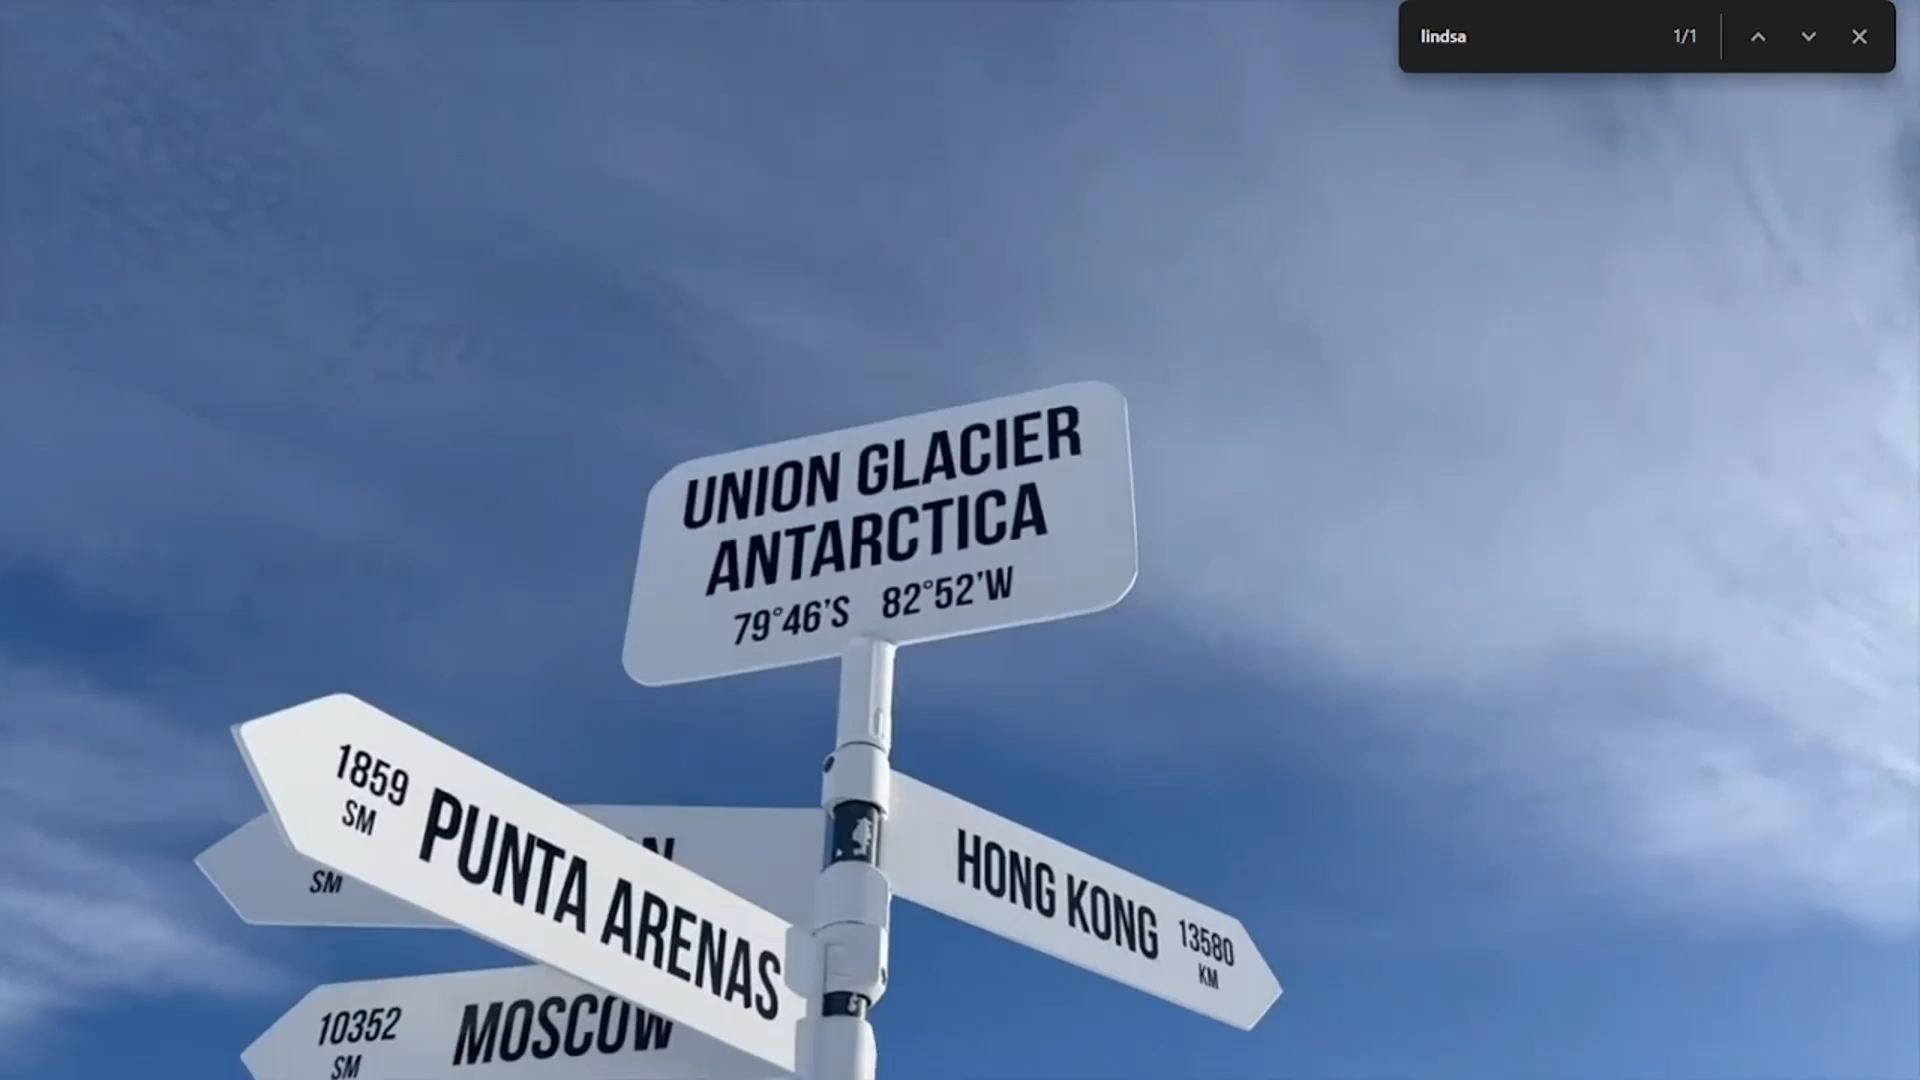 lindsa 1/1
UNION GLACIER
ANTARCTICA
79°46'S 82°52'W
1859
SM
PUNTA ARENAS
SM
HONG KONG
13580
KM
10352
SM
MOSCOW